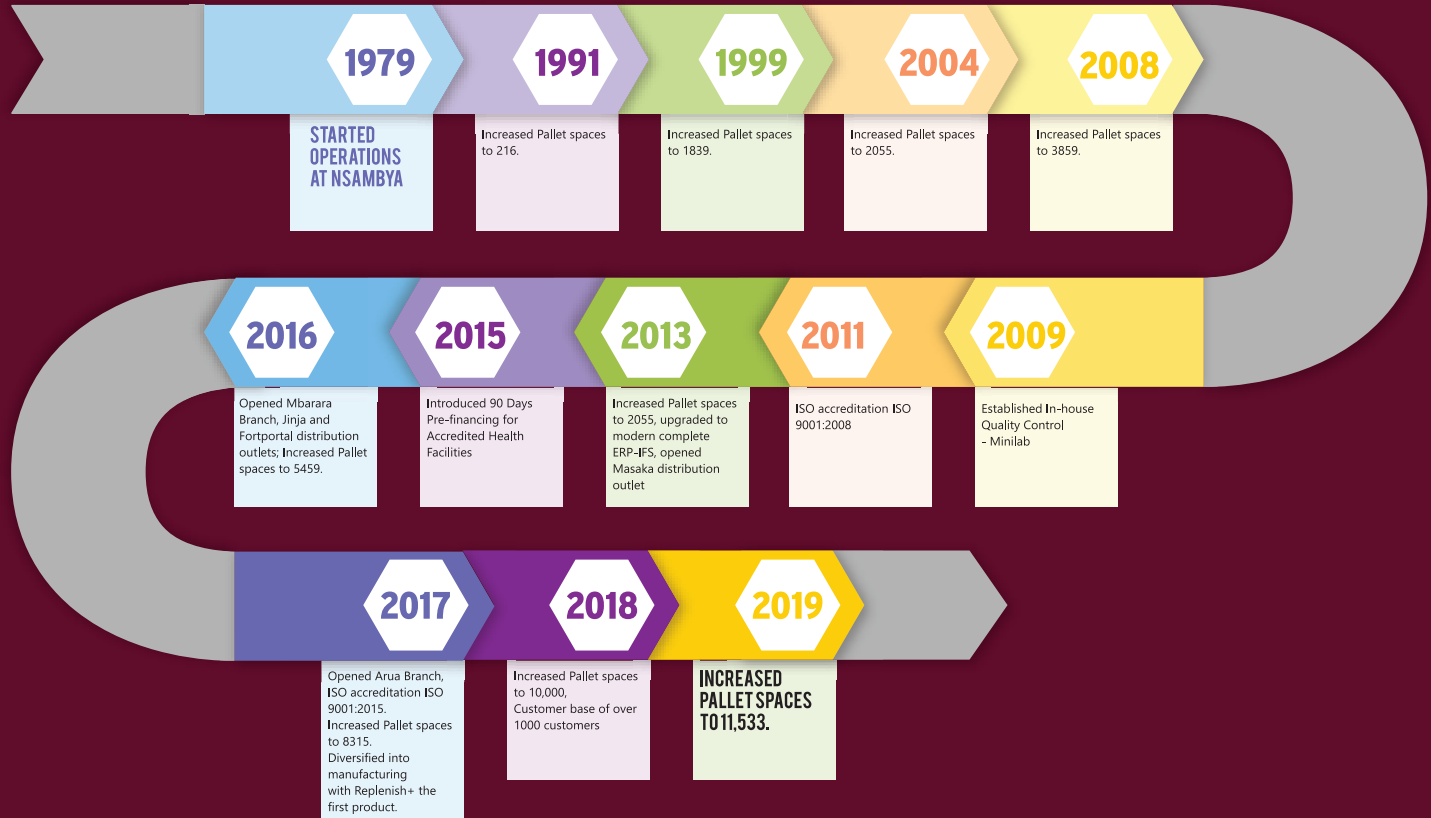 1979
1991
1999
2004
2008
STARTED
OPERATIONS
AT NSAMBYA
Increased Pallet spaces
to 216.
Increased Pallet spaces
to 1839.
Increased Pallet spaces
to 2055.
Increased Pallet spaces
to 3859.
2009
2011
2013
2015
2016
Established In-house
Quality Control
- Minilab
ISO accreditation ISO
9001:2008
Increased Pallet spaces
to 2055, upgraded to
modern complete
ERP-IFS, opened
Masaka distribution
outlet
Introduced 90 Days
Pre-financing for
Accredited Health
Facilities
Opened Mbarara
Branch, Jinja and
Fortportal distribution
outlets; Increased Pallet
spaces to 5459.
2017
2018
2019
Opened Arua Branch,
ISO accreditation ISO
9001:2015.
Increased Pallet spaces
to 8315.
Diversified into
manufacturing
with Replenish+ the
first product.
Increased Pallet spaces
to 10,000,
Customer base of over
1000 customers
INCREASED
PALLET SPACES
TO 11,533.